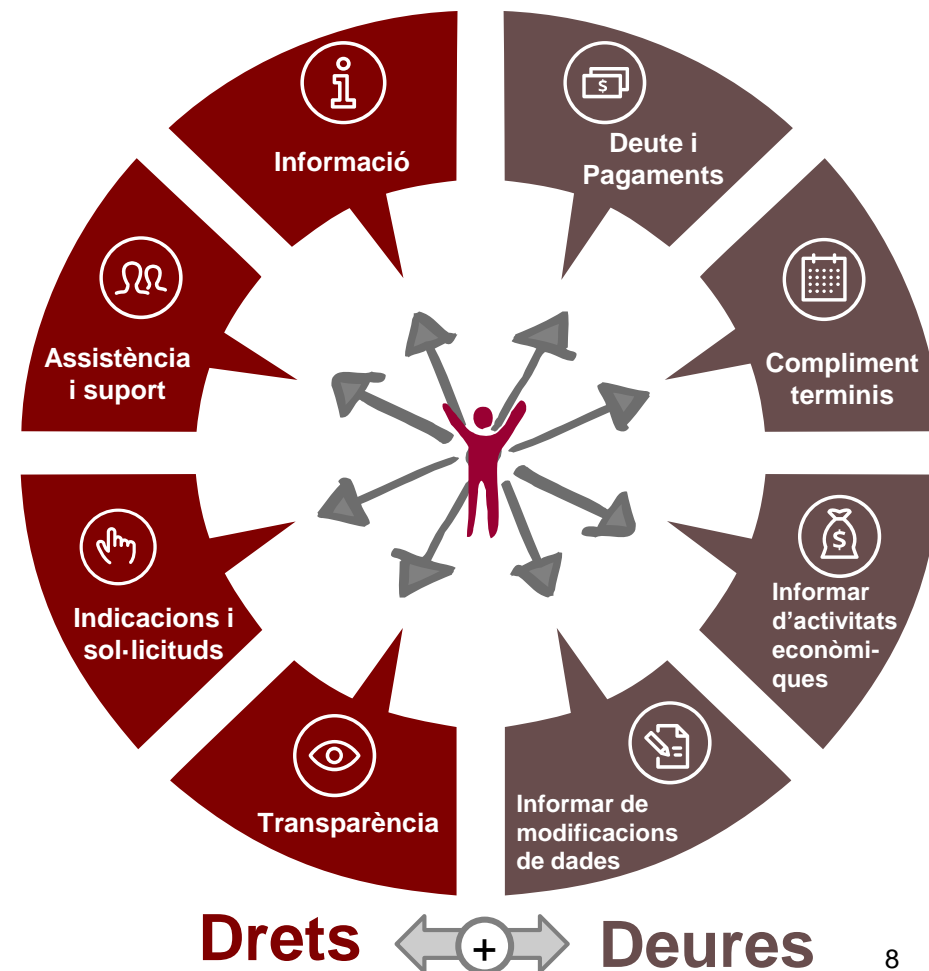 Informació
Deute i
Pagaments
Assistència
i suport
Compliment
terminis
Indicacions i
sol·licituds
Informar
d’activitats
econòmi-
ques
Transparència
Informar de
modificacions
de dades
Drets + Deures
8